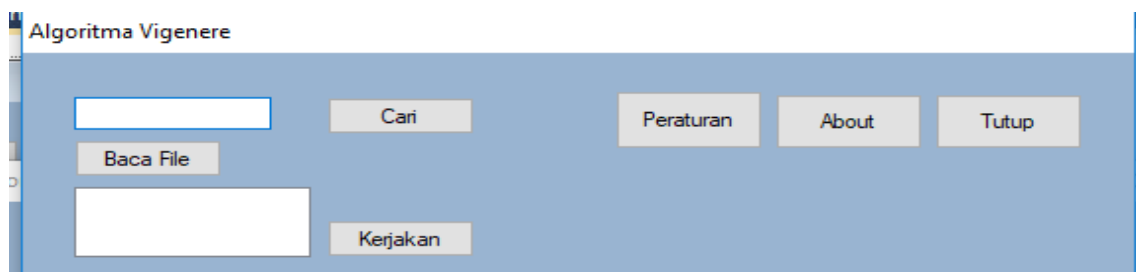 Algoritma Vigenere
Cari
Peraturan
About
Tutup
Baca File
Kerjakan